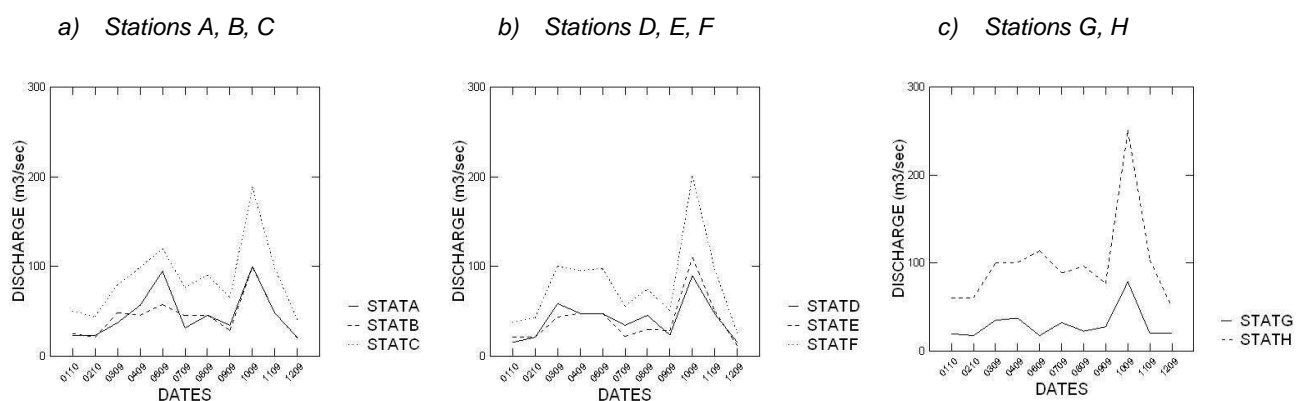 a) Stations A, B, C
300
200
100
0
DISCHARGE (m3/sec)
0110 0210 0309 0409 0609 0709 0809 0909 1009 1109 1209
DATES
STATA
STATB
STATC
b) Stations D, E, F
300
200
100
0
DISCHARGE (m3/sec)
0110 0210 0309 0409 0609 0709 0809 0909 1009 1109 1209
DATES
STATD
STATE
STATF
c) Stations G, H
300
200
100
0
DISCHARGE (m3/sec)
0110 0210 0309 0409 0609 0709 0809 0909 1009 1109 1209
DATES
STATG
STATH